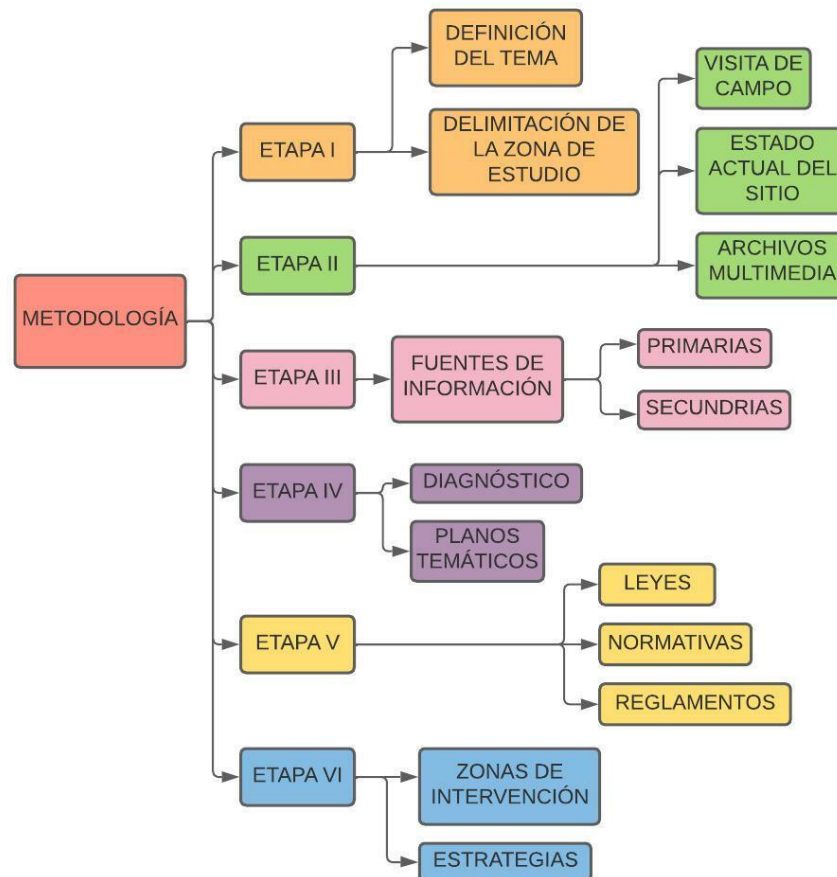 METODOLOGÍA
ETAPA I
DEFINICIÓN
DEL TEMA
DELIMITACIÓN DE
LA ZONA DE
ESTUDIO
ETAPA II
VISITA DE
CAMPO
ESTADO
ACTUAL DEL
SITIO
ARCHIVOS
MULTIMEDIA
ETAPA III
FUENTES DE
INFORMACIÓN
PRIMARIAS
SECUNDRIAS
ETAPA IV
DIAGNÓSTICO
PLANOS
TEMÁTICOS
ETAPA V
LEYES
NORMATIVAS
REGLAMENTOS
ETAPA VI
ZONAS DE
INTERVENCIÓN
ESTRATEGIAS